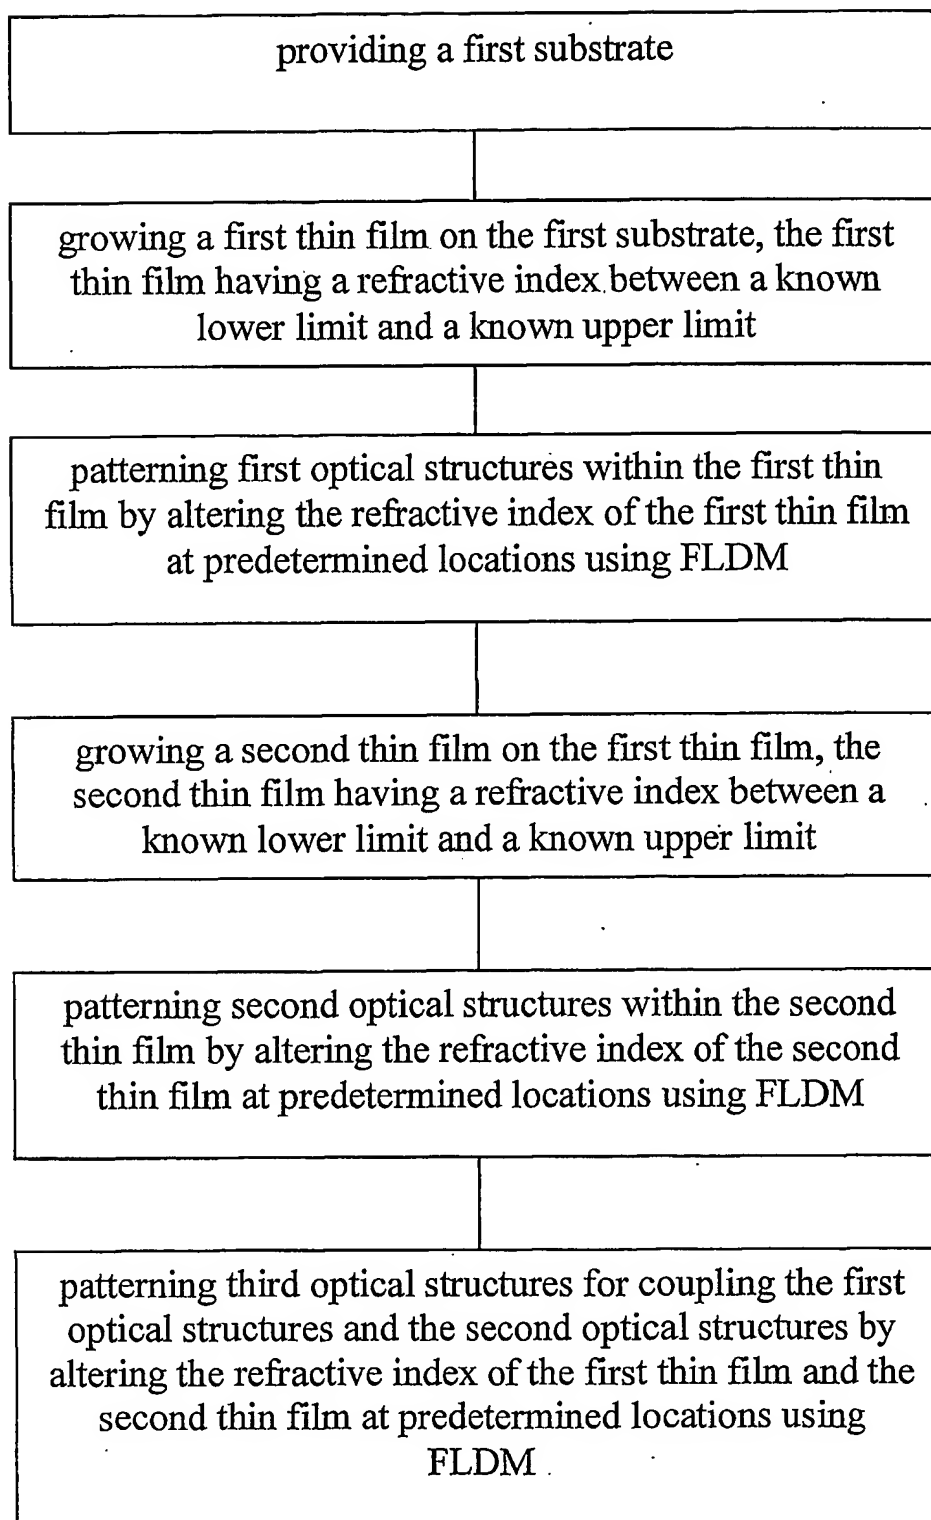 providing a first substrate
growing a first thin film on the first substrate, the first
thin film having a refractive index between a known
lower limit and a known upper limit
patterning first optical structures within the first thin
film by altering the refractive index of the first thin film
at predetermined locations using FLDM
growing a second thin film on the first thin film, the
second thin film having a refractive index between a
known lower limit and a known upper limit
patterning second optical structures within the second
thin film by altering the refractive index of the second
thin film at predetermined locations using FLDM
patterning third optical structures for coupling the first
optical structures and the second optical structures by
altering the refractive index of the first thin film and the
second thin film at predetermined locations using
FLDM